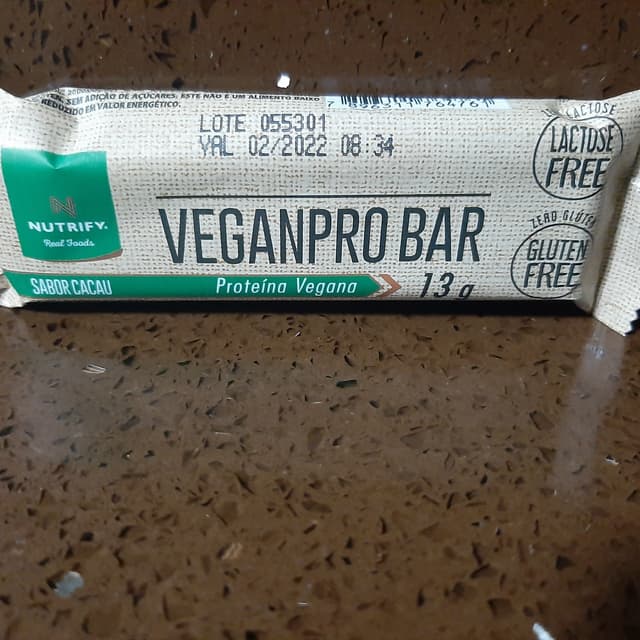 SEM ADIÇÃO DE AÇÚCARES. ESTE NÃO É UM ALIMENTO BAIXO
REDUZIDO EM VALOR ENERGÉTICO.
LOTE 055301
VAL 02/2022 08:34
LACTOSE
LACTOSE
FREE
NUTRIFY.
Real Foods
VEGANPRO BAR
ZERO GLÚTEN
GLUTEN
FREE
SABOR CACAU
Proteína Vegana
13g